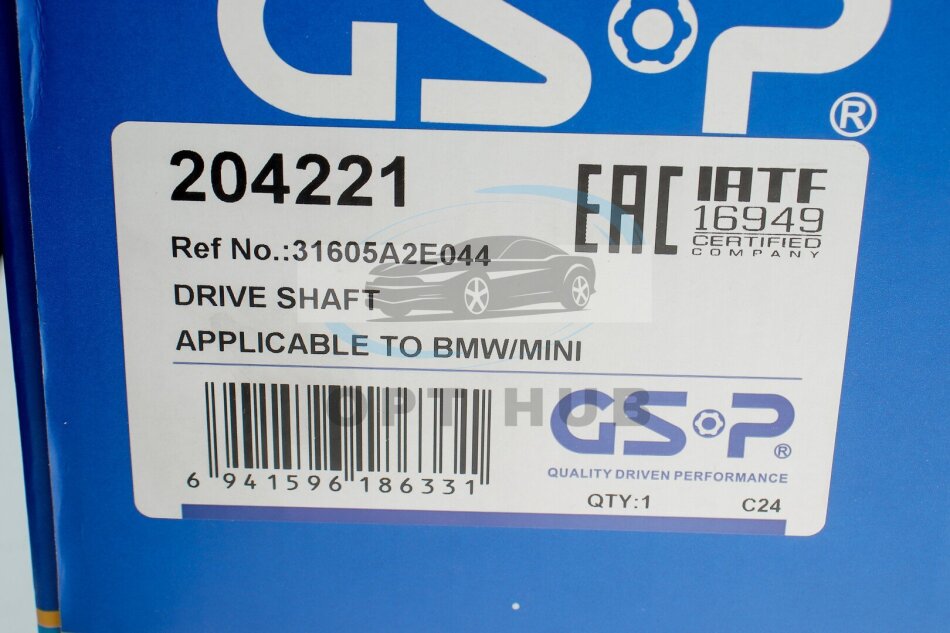 GSP®
204221
EAC
IATF
16949
CERTIFIED
COMPANY
Ref No.:31605A2E044
DRIVE SHAFT
APPLICABLE TO BMW/MINI
OPT HUB
6 941596 186331
GSP®
QUALITY DRIVEN PERFORMANCE
QTY:1
C24